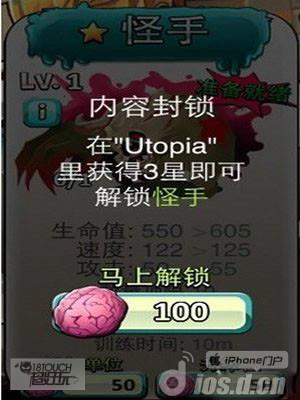 怪手
LV. 1
准备就绪
内容封锁
在"Utopia"
里获得3星即可
解锁怪手
生命值: 550 >605
速度: 122 >125
马上解锁
100
训练时间: 10m
单位
50
18TOUCH
iPhone门户
ios.d.cn